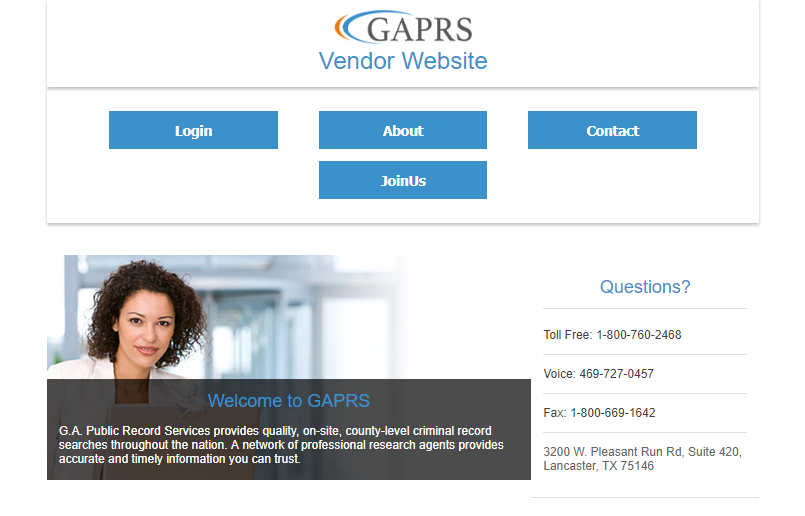 GAPRS
Vendor Website
Login
About
Contact
JoinUs
Welcome to GAPRS
G.A. Public Record Services provides quality, on-site, county-level criminal record
searches throughout the nation. A network of professional research agents provides
accurate and timely information you can trust.
Questions?
Toll Free: 1-800-760-2468
Voice: 469-727-0457
Fax: 1-800-669-1642
3200 W. Pleasant Run Rd, Suite 420,
Lancaster, TX 75146